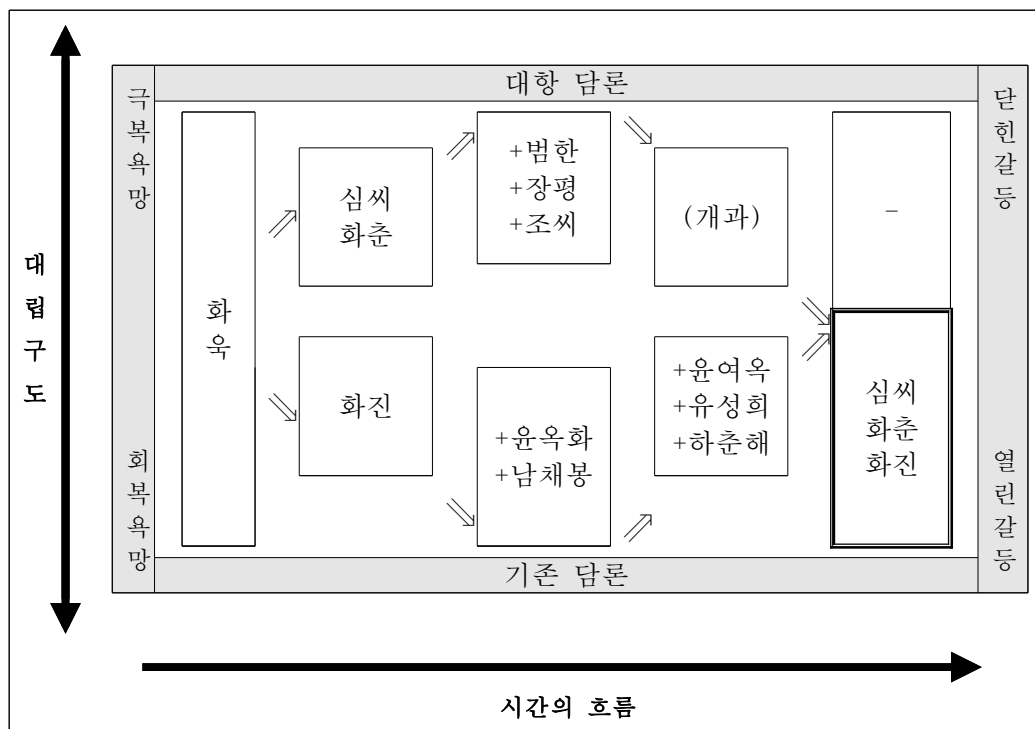 대항 담론
극복욕망
닫힌갈등
+범한
+장평
+조씨
심씨
화춘
(개과)
-
대립구도
화욱
화진
+윤옥화
+남채봉
+윤여옥
+유성희
+하춘해
심씨
화춘
화진
회복욕망
열린갈등
기존 담론
시간의 흐름